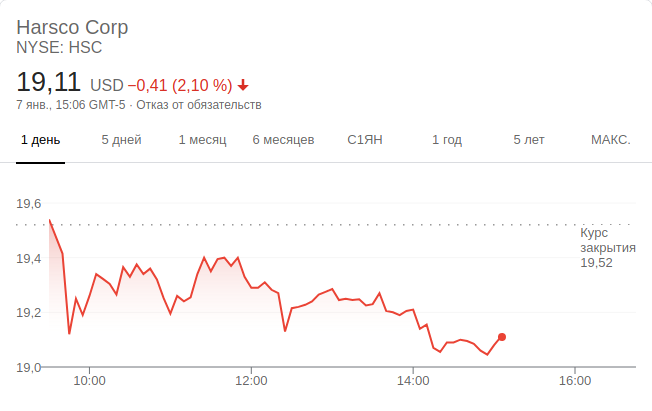 Harsco Corp
NYSE: HSC
19,11 USD −0,41 (2,10 %)
7 янв., 15:06 GMT-5 · Отказ от обязательств
1 день 5 дней 1 месяц 6 месяцев С1ЯН 1 год 5 лет МАКС.
19,6
Курс
закрытия
19,52
19,4
19,2
19,0
10:00 12:00 14:00 16:00